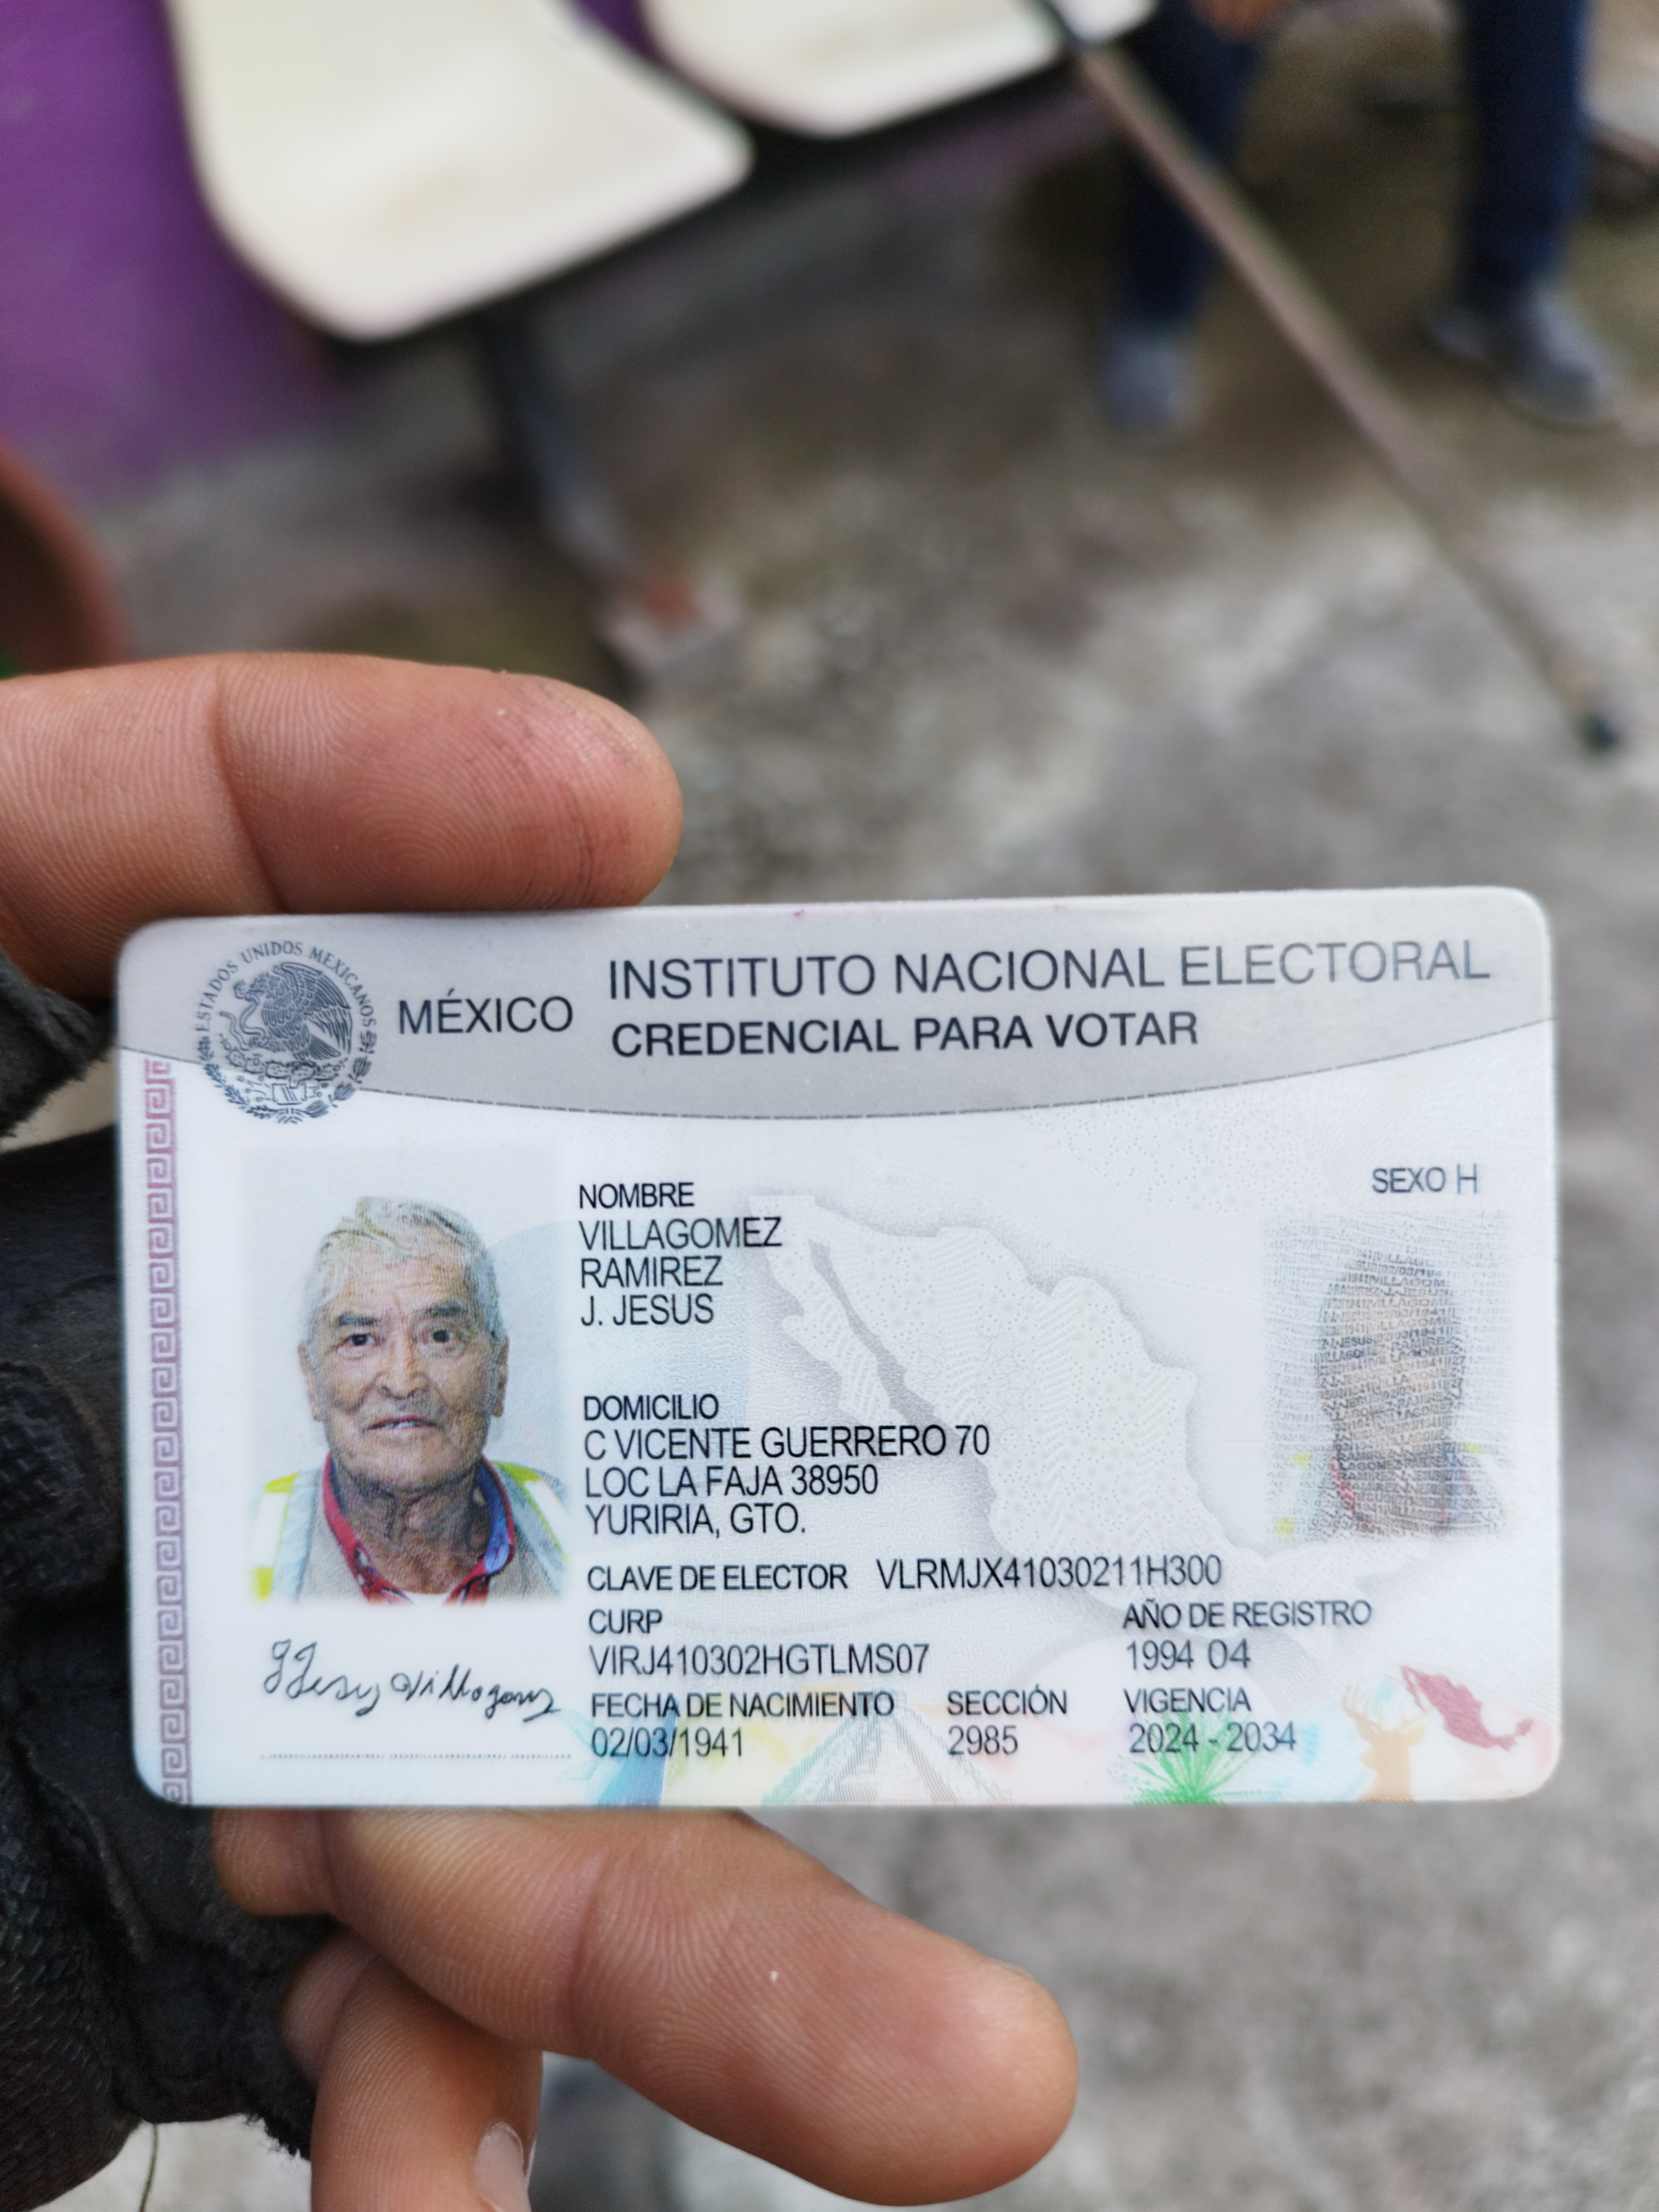 ESTADOS UNIDOS MEXICANOS
MÉXICO
INSTITUTO NACIONAL ELECTORAL
CREDENCIAL PARA VOTAR
SEXO H
NOMBRE
VILLAGOMEZ
RAMIREZ
J. JESUS
DOMICILIO
C VICENTE GUERRERO 70
LOC LA FAJA 38950
YURIRIA, GTO.
CLAVE DE ELECTOR VLRMJX41030211H300
CURP
VIRJ410302HGTLMS07
AÑO DE REGISTRO
1994 04
FECHA DE NACIMIENTO
02/03/1941
SECCIÓN
2985
VIGENCIA
2024 - 2034
J Jesus Villagomez